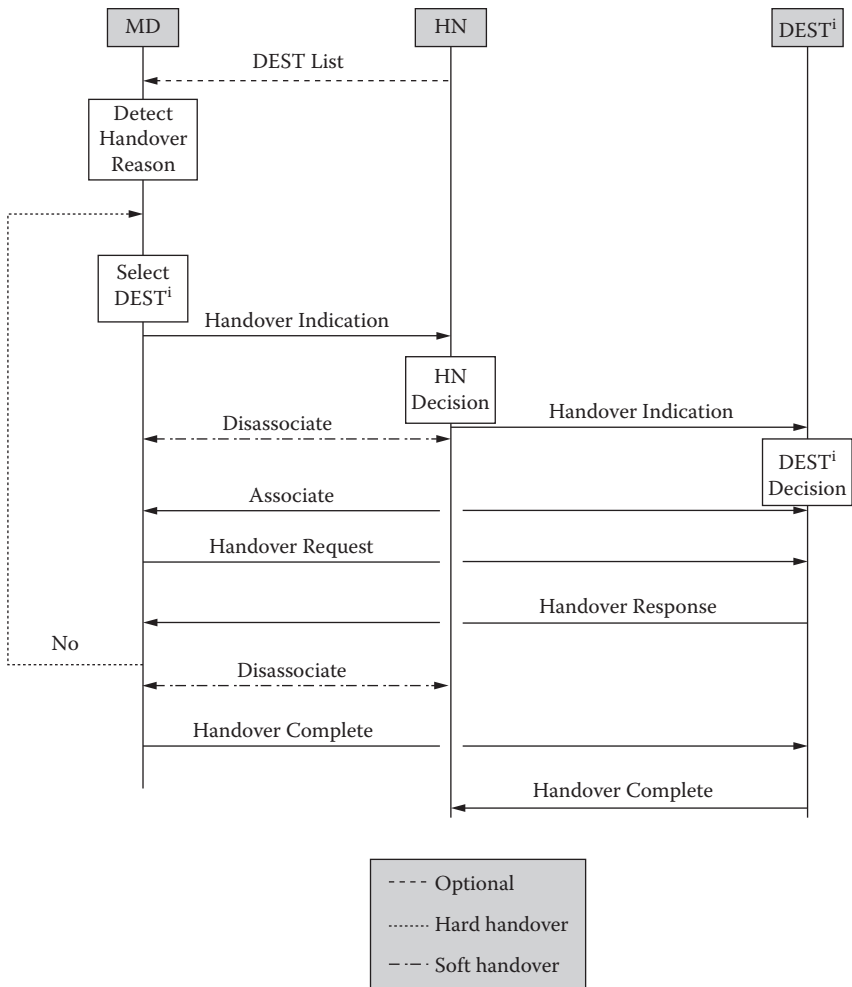 MD
HN
DESTⁱ
DEST List
Detect
Handover
Reason
Select
DESTⁱ
Handover Indication
HN
Decision
Handover Indication
Disassociate
DESTⁱ
Decision
Associate
Handover Request
Handover Response
No
Disassociate
Handover Complete
Handover Complete
Optional
Hard handover
Soft handover